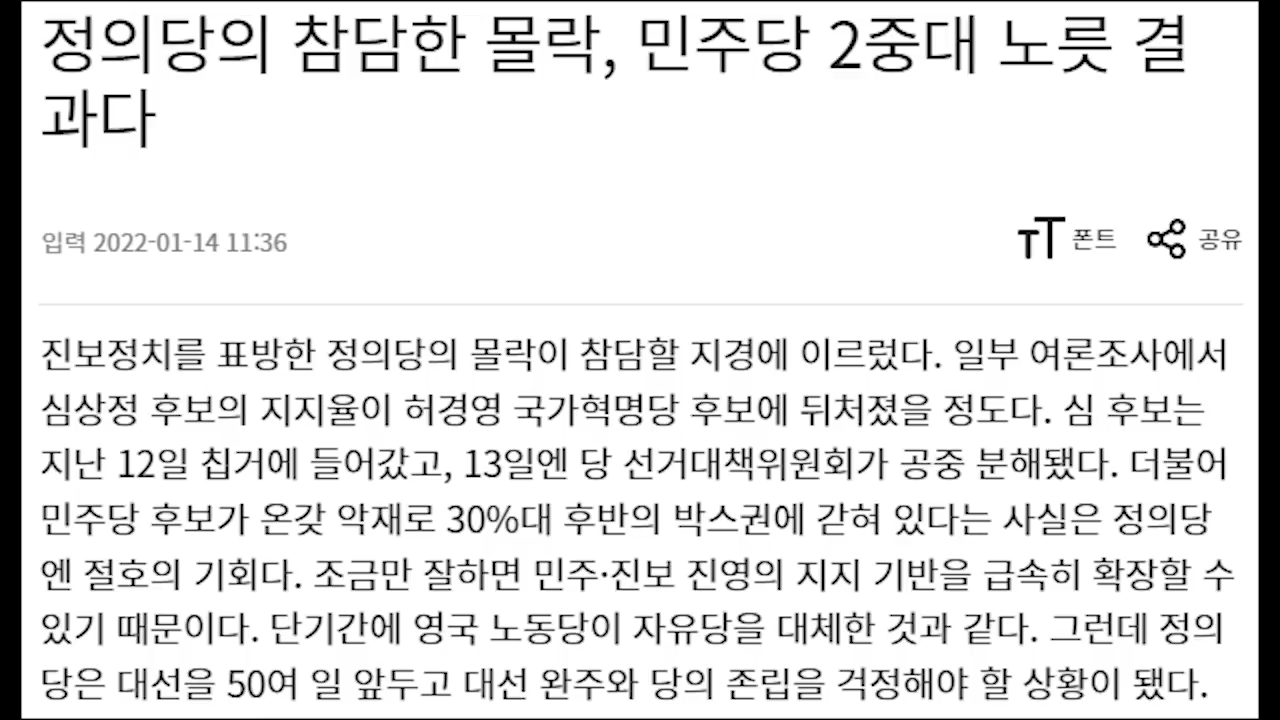 정의당의 참담한 몰락, 민주당 2중대 노릇 결
과다
입력 2022-01-14 11:36
TT 폰트 공유
진보정치를 표방한 정의당의 몰락이 참담할 지경에 이르렀다. 일부 여론조사에서
심상정 후보의 지지율이 허경영 국가혁명당 후보에 뒤처졌을 정도다. 심 후보는
지난 12일 칩거에 들어갔고, 13일엔 당 선거대책위원회가 공중 분해됐다. 더불어
민주당 후보가 온갖 악재로 30%대 후반의 박스권에 갇혀 있다는 사실은 정의당
엔 절호의 기회다. 조금만 잘하면 민주·진보 진영의 지지 기반을 급속히 확장할 수
있기 때문이다. 단기간에 영국 노동당이 자유당을 대체한 것과 같다. 그런데 정의
당은 대선을 50여 일 앞두고 대선 완주와 당의 존립을 걱정해야 할 상황이 됐다.